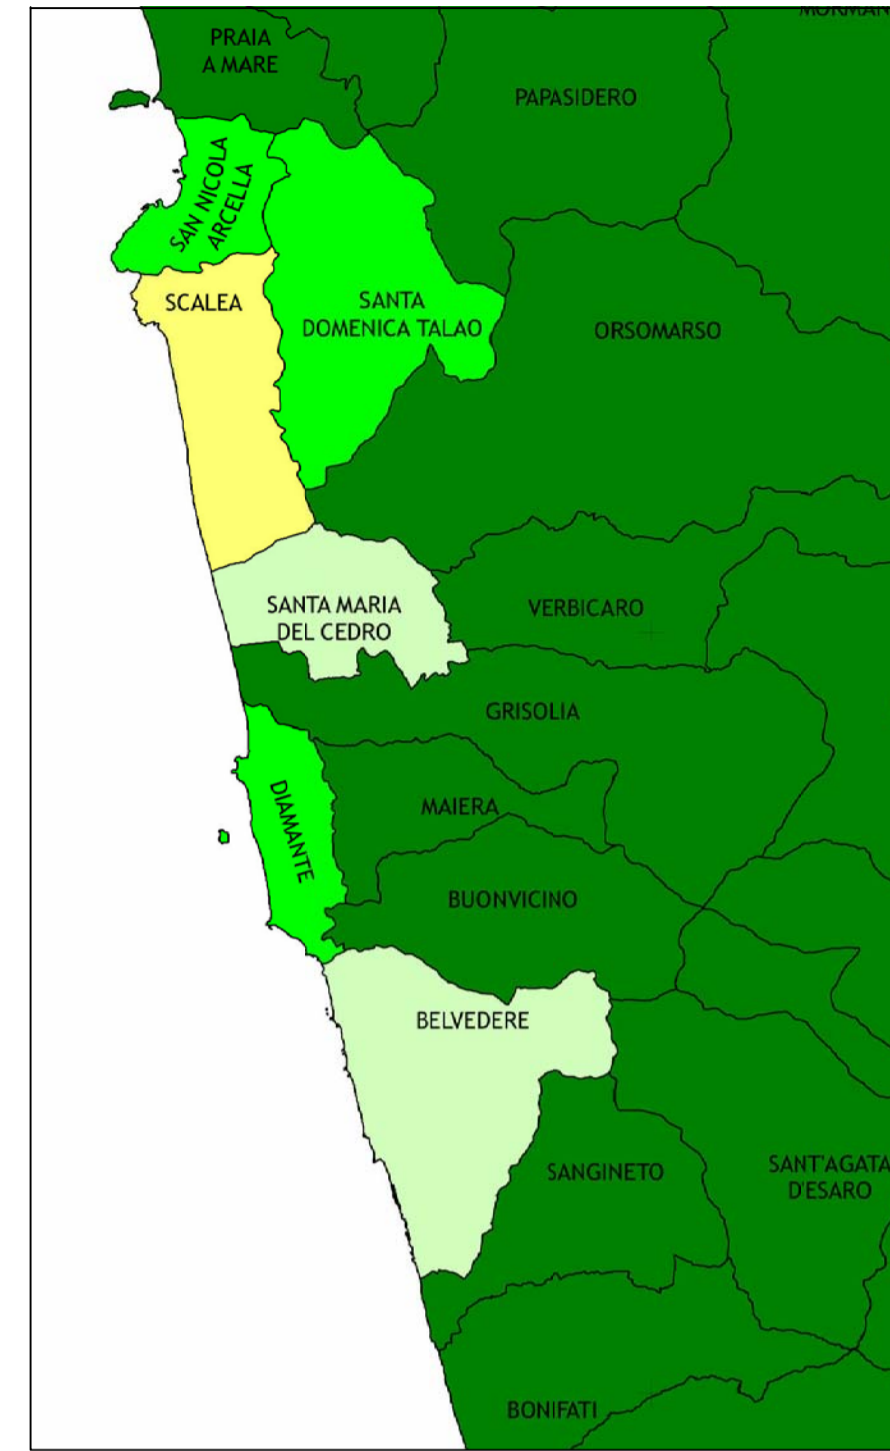 MORMAN
PRAIA
A MARE
PAPASIDERO
SAN NICOLA
ARCELLA
SCALEA
SANTA
DOMENICA TALAO
ORSOMARSO
SANTA MARIA
DEL CEDRO
VERBICARO
GRISOLIA
DIAMANTE
MAIERA
BUONVICINO
BELVEDERE
SANGINETO
SANT'AGATA
D'ESARO
BONIFATI